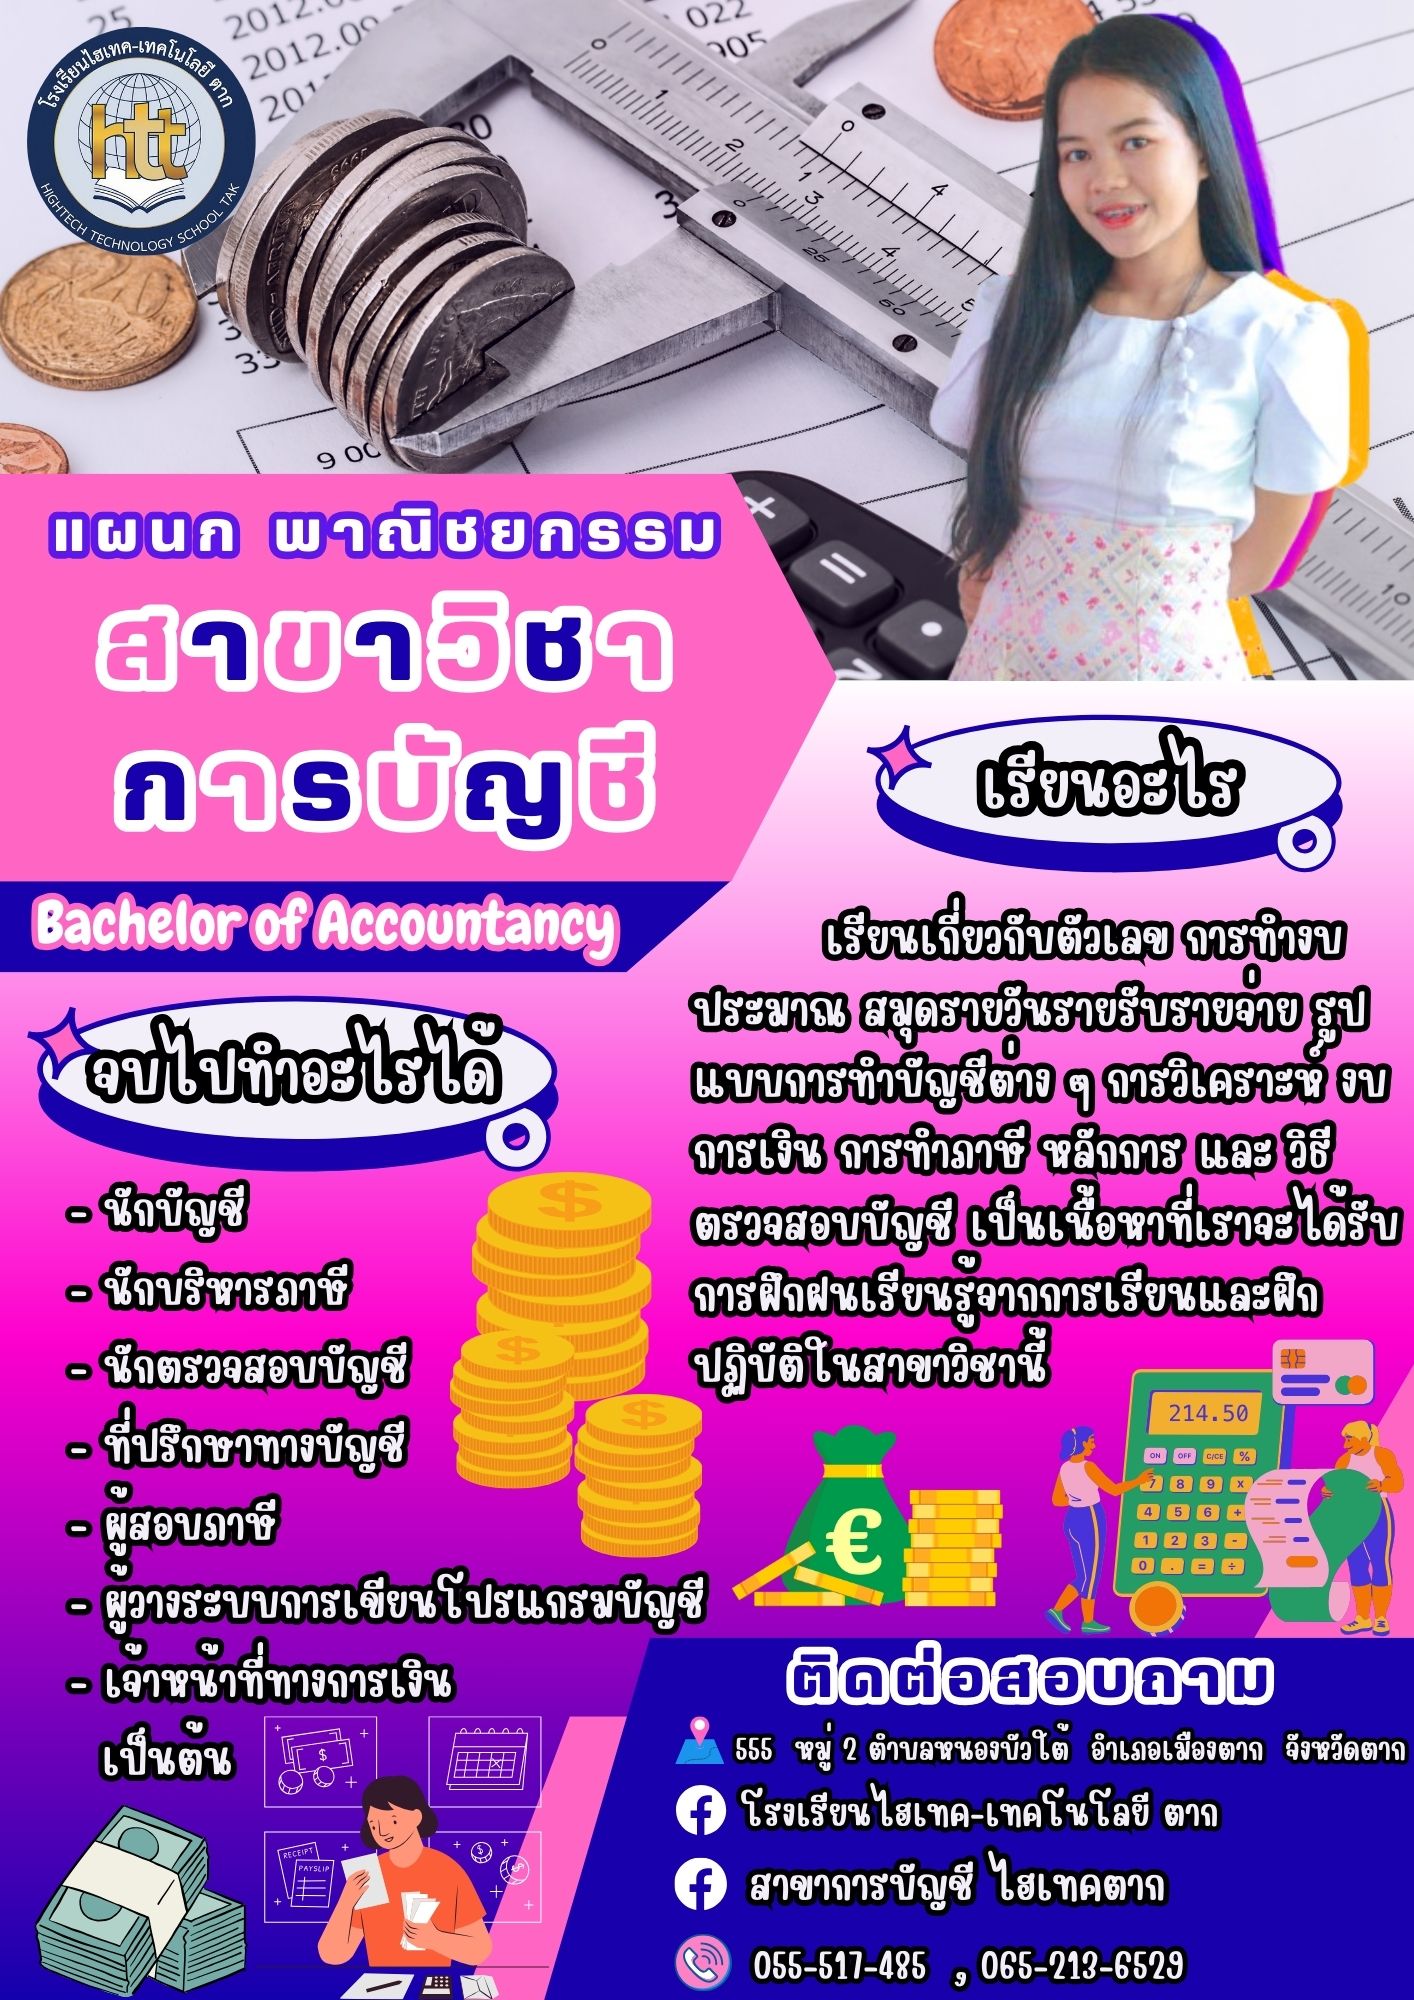 โรงเรียนไฮเทค-เทคโนโลยี ตาก
htt
HIGHTECH TECHNOLOGY SCHOOL TAK
แผนก พาณิชยกรรม
สาขาวิชา
การบัญชี
Bachelor of Accountancy
เรียนอะไร
เรียนเกี่ยวกับตัวเลข การทำงบ
ประมาณ สมุดรายวันรายรับรายจ่าย รูป
แบบการทำบัญชีต่าง ๆ การวิเคราะห์ งบ
การเงิน การทำภาษี หลักการ และ วิธี
ตรวจสอบบัญชี เป็นเนื้อหาที่เราจะได้รับ
การฝึกฝนเรียนรู้จากการเรียนและฝึก
ปฏิบัติในสาขาวิชานี้
จบไปทำอะไรได้
- นักบัญชี
- นักบริหารภาษี
- นักตรวจสอบบัญชี
- ที่ปรึกษาทางบัญชี
- ผู้สอบภาษี
- ผู้วางระบบการเขียนโปรแกรมบัญชี
- เจ้าหน้าที่ทางการเงิน
เป็นต้น
214.50
ON OFF C/CE %
7 8 9 x
4 5 6 +
1 2 3 -
0 . = ÷
RECEIPT
PAYSLIP
ติดต่อสอบถาม
555 หมู่ 2 ตำบลหนองบัวใต้ อำเภอเมืองตาก จังหวัดตาก
โรงเรียนไฮเทค-เทคโนโลยี ตาก
สาขาการบัญชี ไฮเทคตาก
055-517-485 , 065-213-6529